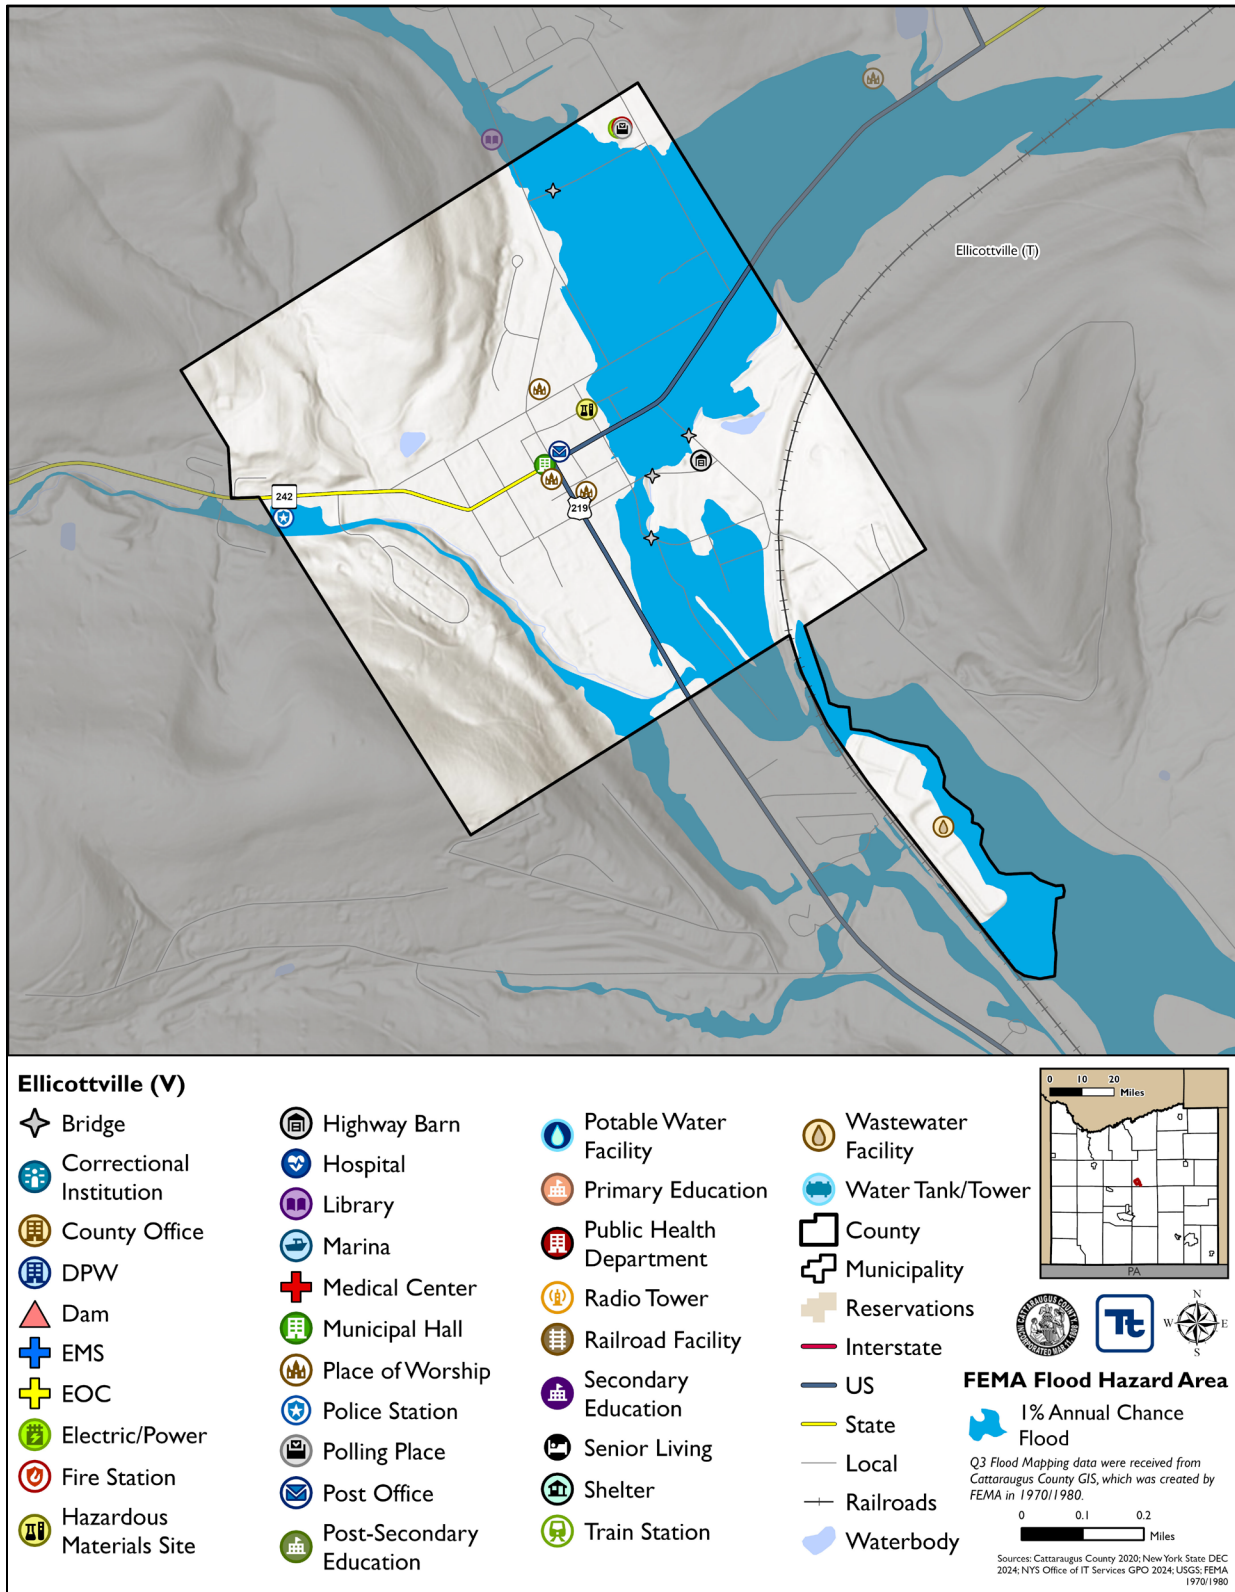 Ellicottville (T)
242
219
Ellicottville (V)
Bridge
Correctional
Institution
County Office
DPW
Dam
EMS
EOC
Electric/Power
Fire Station
Hazardous
Materials Site
Highway Barn
Hospital
Library
Marina
Medical Center
Municipal Hall
Place of Worship
Police Station
Polling Place
Post Office
Post-Secondary
Education
Potable Water
Facility
Primary Education
Public Health
Department
Radio Tower
Railroad Facility
Secondary
Education
Senior Living
Shelter
Train Station
Wastewater
Facility
Water Tank/Tower
County
Municipality
Reservations
Interstate
US
State
Local
Railroads
Waterbody
0 10 20
Miles
PA
Tt
N
W E
S
FEMA Flood Hazard Area
1% Annual Chance
Flood
Q3 Flood Mapping data were received from
Cattaraugus County GIS, which was created by
FEMA in 1970/1980.
0 0.1 0.2
Miles
Sources: Cattaraugus County 2020; New York State DEC
2024; NYS Office of IT Services GPO 2024; USGS; FEMA
1970/1980